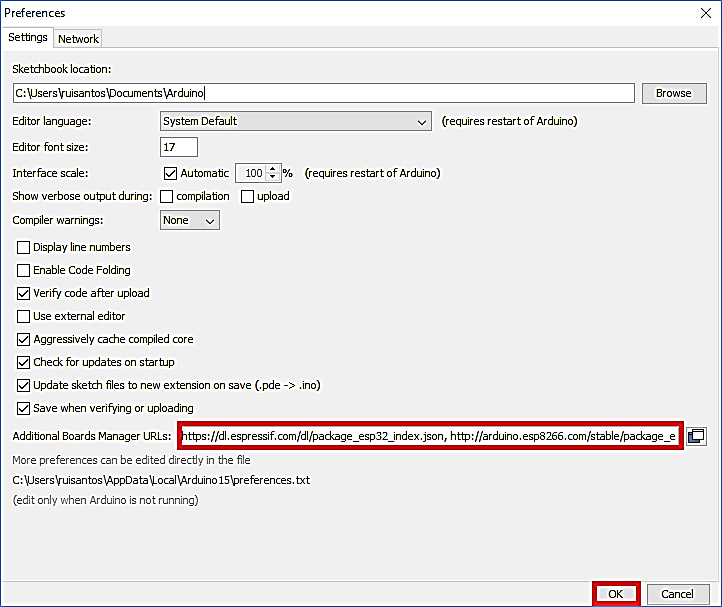 Preferences
Settings Network
Sketchbook location:
C:\Users\ruisantos\Documents\Arduino Browse
Editor language: System Default (requires restart of Arduino)
Editor font size: 17
Interface scale: Automatic 100 % (requires restart of Arduino)
Show verbose output during: compilation upload
Compiler warnings: None
Display line numbers
Enable Code Folding
Verify code after upload
Use external editor
Aggressively cache compiled core
Check for updates on startup
Update sketch files to new extension on save (.pde -> .ino)
Save when verifying or uploading
Additional Boards Manager URLs: https://dl.espressif.com/dl/package_esp32_index.json, http://arduino.esp8266.com/stable/package_e
More preferences can be edited directly in the file
C:\Users\ruisantos\AppData\Local\Arduino15\preferences.txt
(edit only when Arduino is not running)
OK Cancel